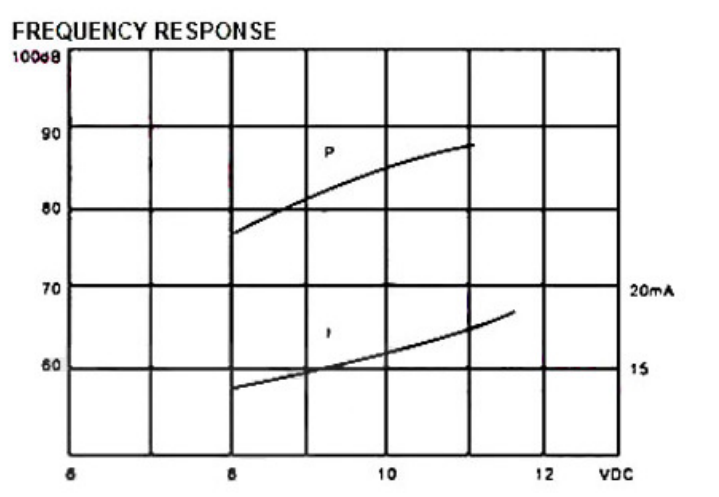 FREQUENCY RESPONSE
100dB
90
P
80
70
20mA
I
60
15
6
8
10
12
VDC